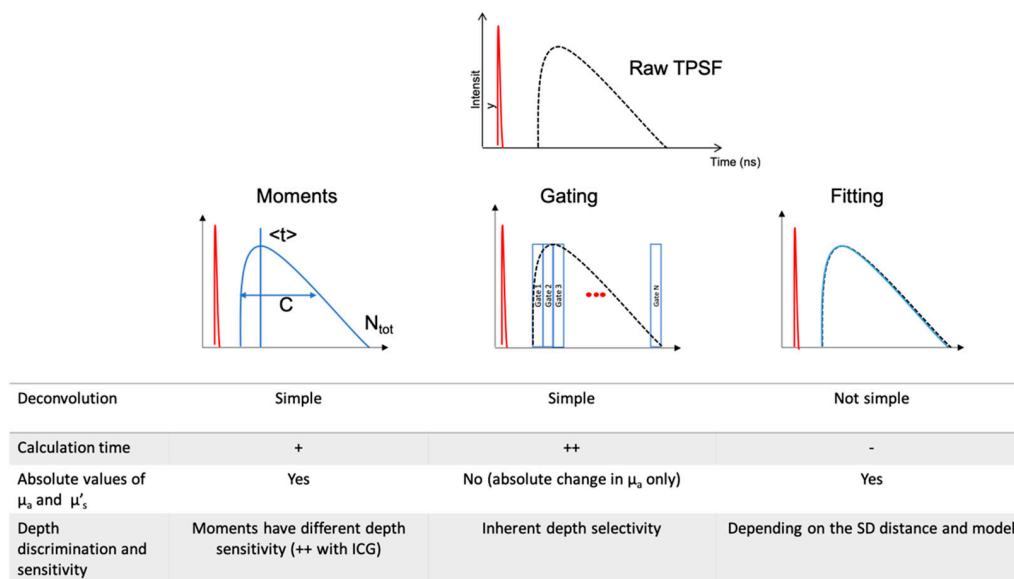 Intensit
y
Raw TPSF
Time (ns)
Moments
Gating
Fitting
<t>
C
N_tot
Gate 1
Gate 2
Gate 3
Gate N
Deconvolution Simple Simple Not simple
Calculation time + ++ -
Absolute values of μa and μ's Yes No (absolute change in μa only) Yes
Depth discrimination and sensitivity Moments have different depth sensitivity (++ with ICG) Inherent depth selectivity Depending on the SD distance and model